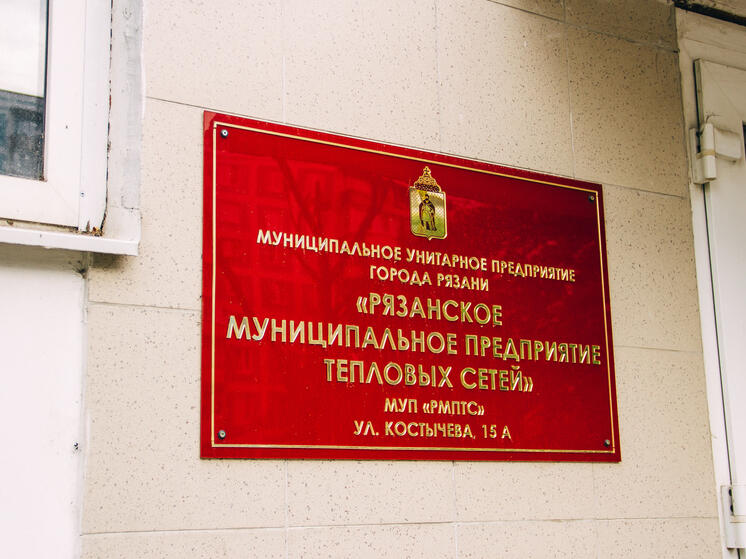 МУНИЦИПАЛЬНОЕ УНИТАРНОЕ ПРЕДПРИЯТИЕ
ГОРОДА РЯЗАНИ
«РЯЗАНСКОЕ
МУНИЦИПАЛЬНОЕ ПРЕДПРИЯТИЕ
ТЕПЛОВЫХ СЕТЕЙ»
МУП «РМПТС»
УЛ. КОСТЫЧЕВА, 15 А